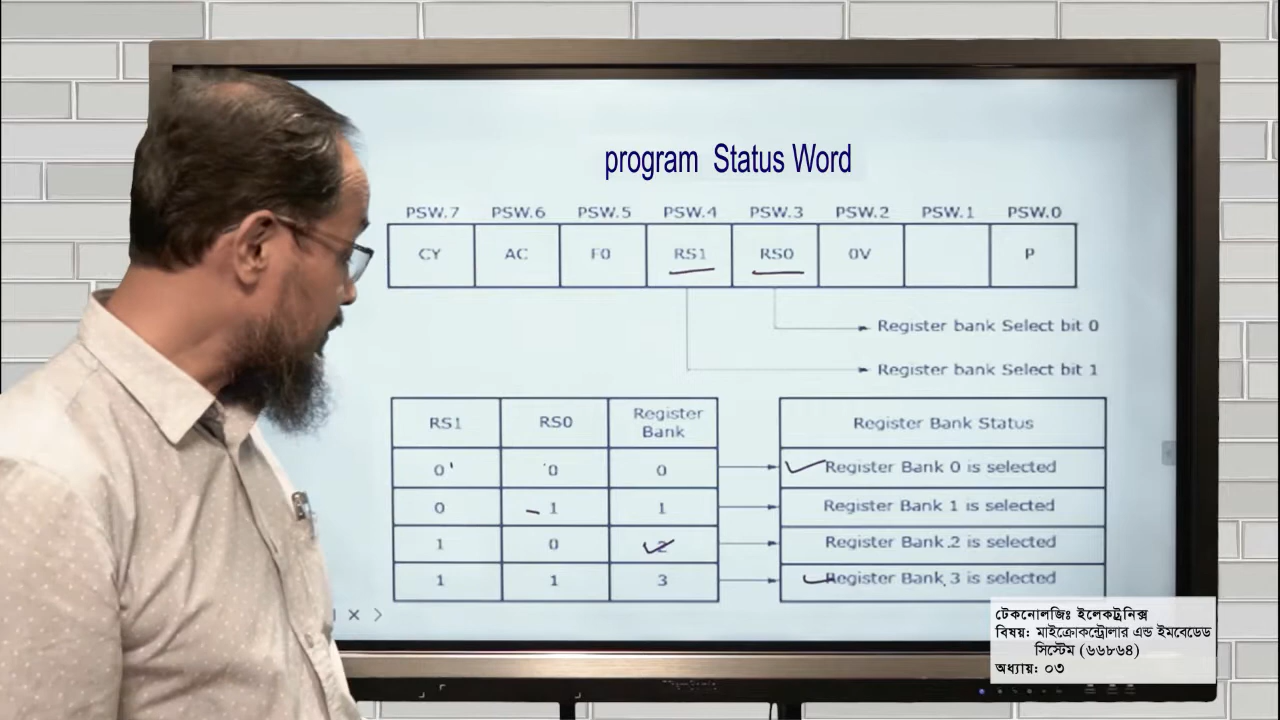 program Status Word
PSW.7 PSW.6 PSW.5 PSW.4 PSW.3 PSW.2 PSW.1 PSW.0
CY AC F0 RS1 RS0 0V P
Register bank Select bit 0
Register bank Select bit 1
RS1 RS0 Register Bank Register Bank Status
0 0 0 Register Bank 0 is selected
0 1 1 Register Bank 1 is selected
1 0 2 Register Bank 2 is selected
1 1 3 Register Bank 3 is selected
টেকনোলজিঃ ইলেকট্রনিক্স
বিষয়: মাইক্রোকন্ট্রোলার এন্ড ইমবেডেড
সিস্টেম (৬৬৮৬৪)
অধ্যায়: ০৩